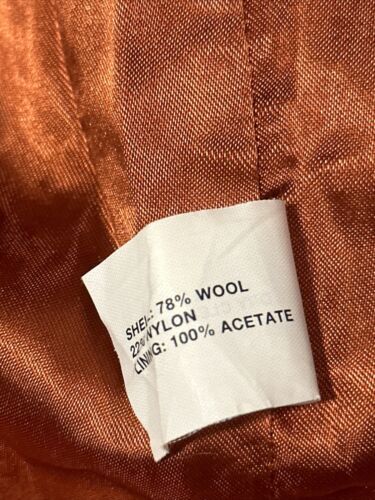 SHELL: 78% WOOL
22% NYLON
LINING: 100% ACETATE